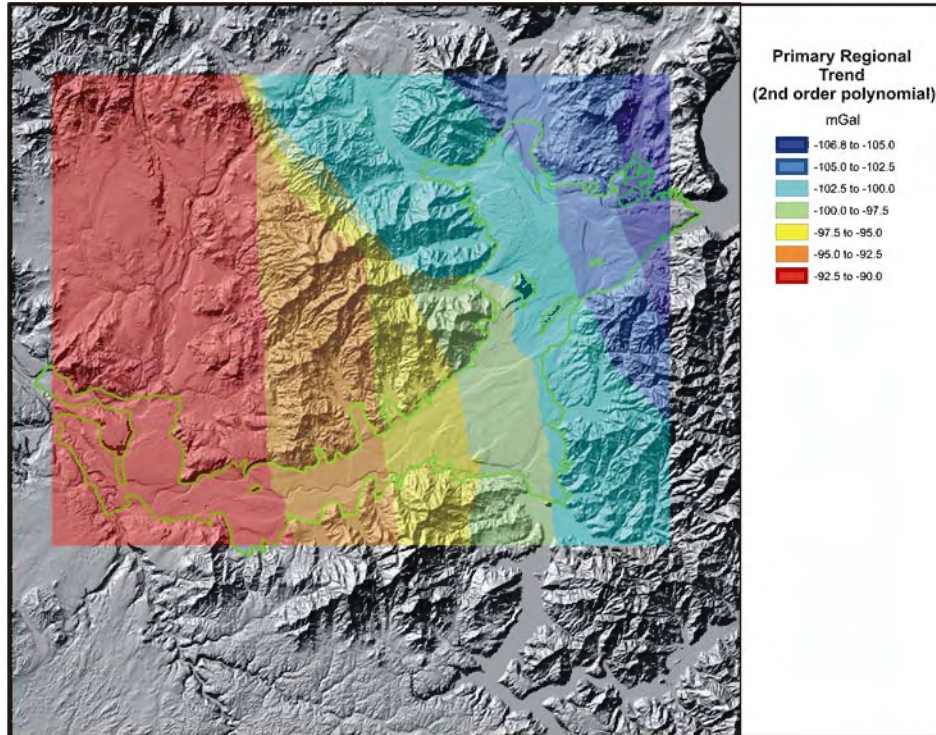 Primary Regional
Trend
(2nd order polynomial)
mGal
-106.8 to -105.0
-105.0 to -102.5
-102.5 to -100.0
-100.0 to -97.5
-97.5 to -95.0
-95.0 to -92.5
-92.5 to -90.0